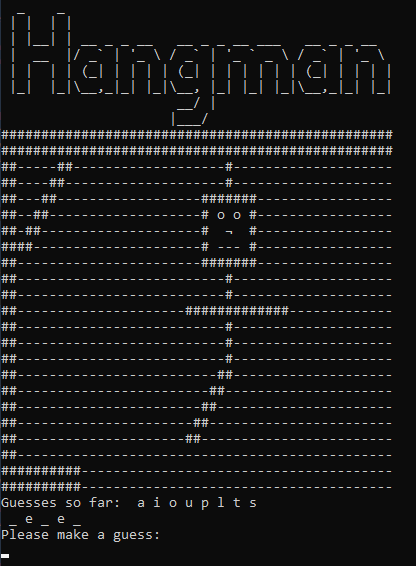 Hangman
Guesses so far:  a i o u p l t s
_ e _ e _
Please make a guess: